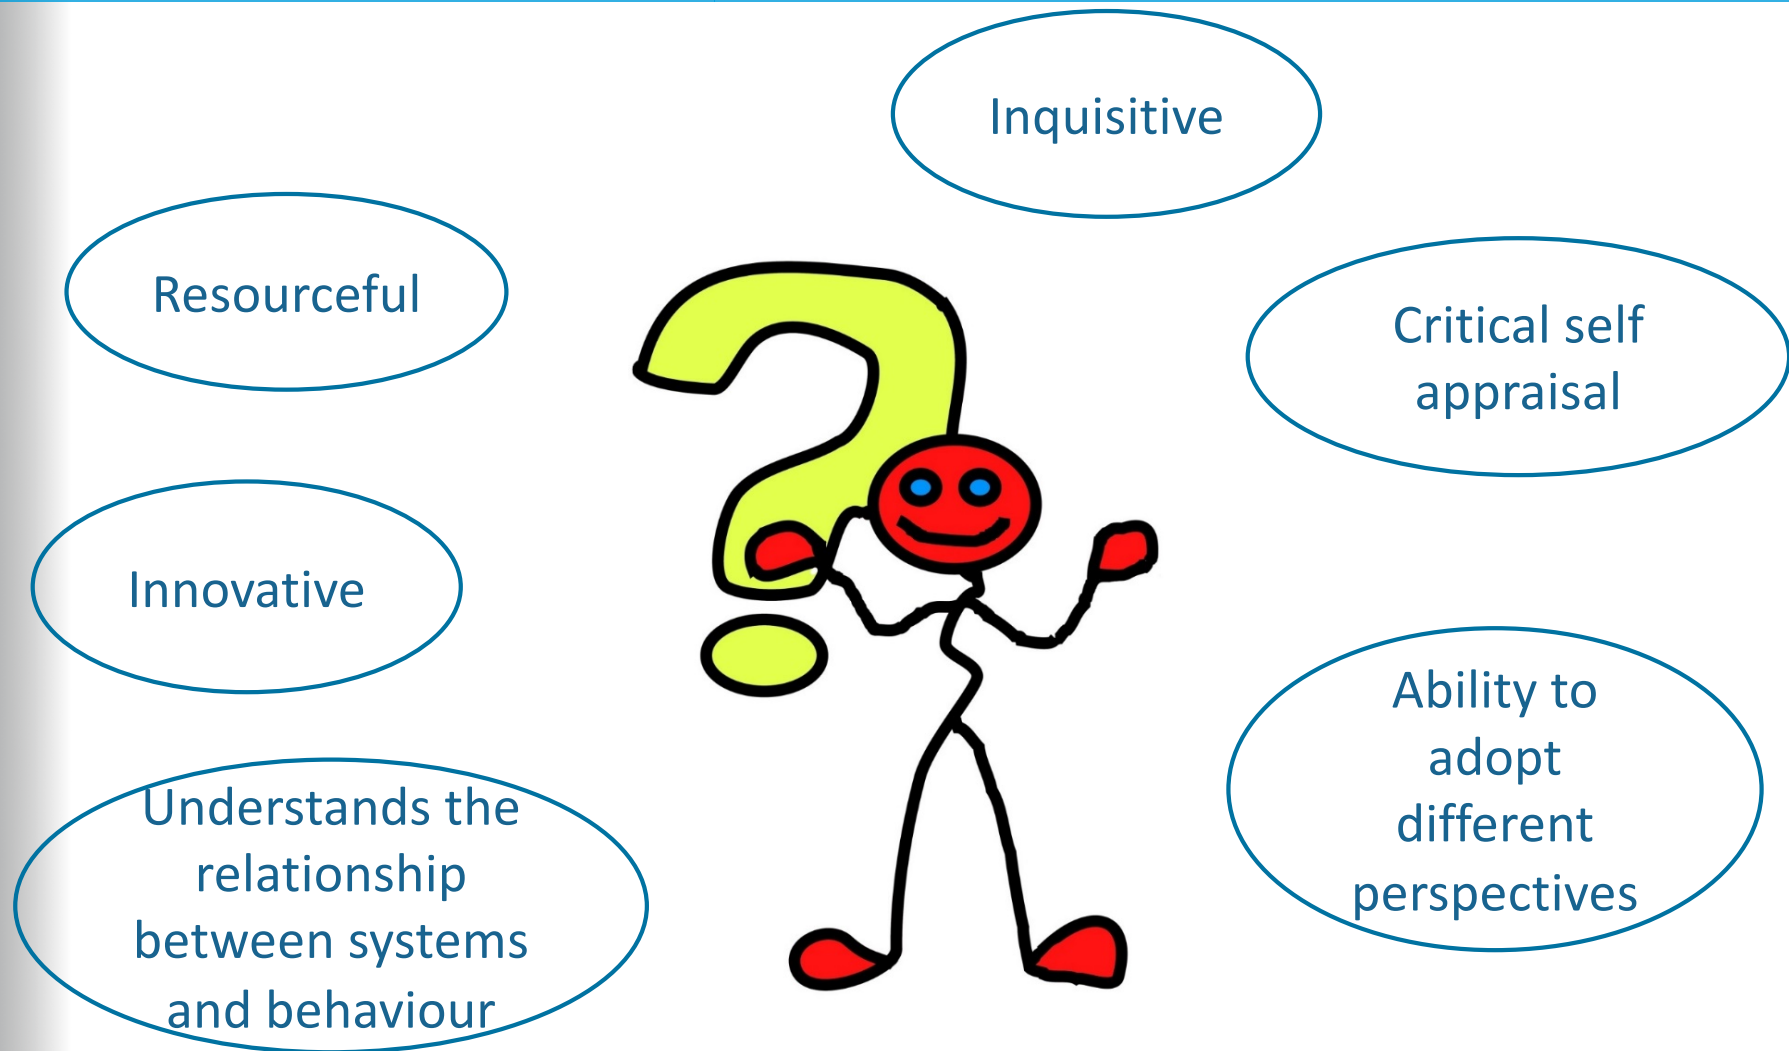 Inquisitive
Resourceful
Critical self
appraisal
Innovative
Ability to
adopt
different
perspectives
Understands the
relationship
between systems
and behaviour